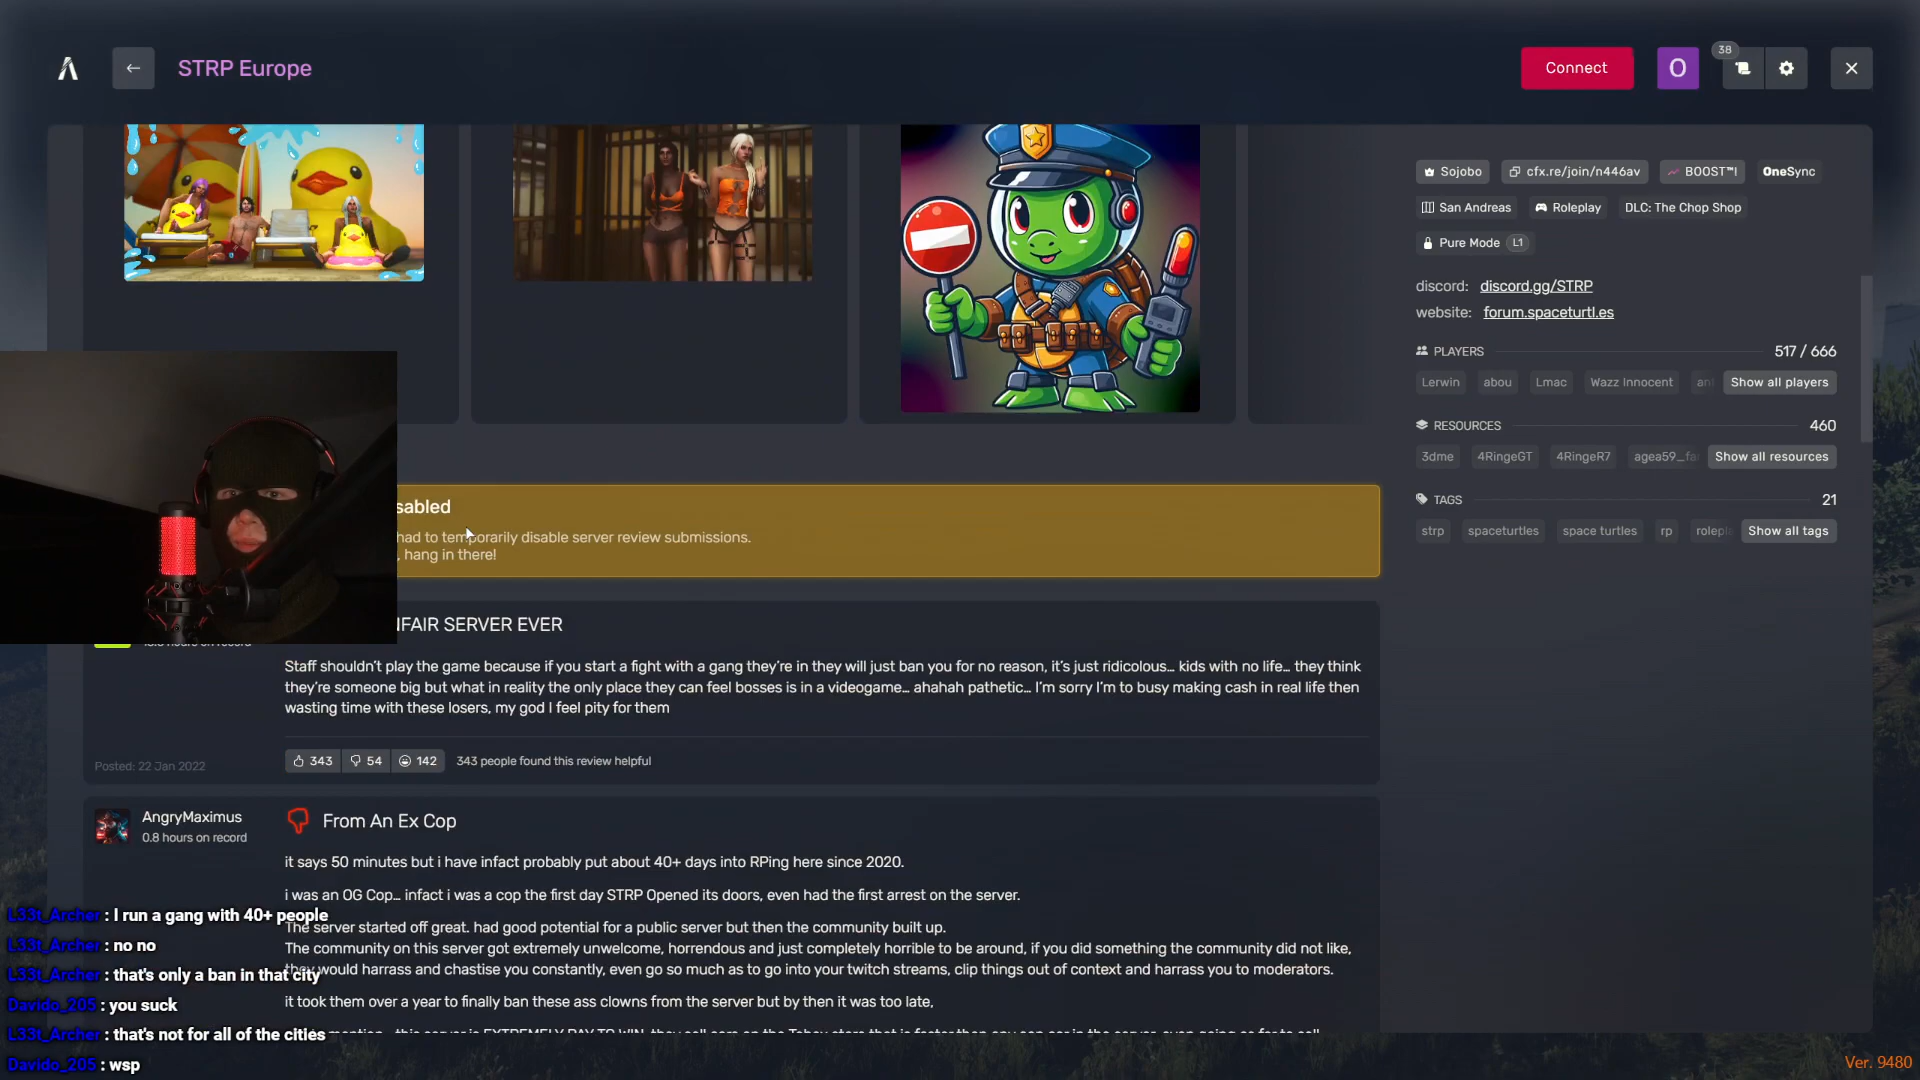 STRP Europe
Connect
O
38
Sojobo
cfx.re/join/n446av
BOOST™
OneSync
San Andreas
Roleplay
DLC: The Chop Shop
Pure Mode L1
discord: discord.gg/STRP
website: forum.spaceturtl.es
PLAYERS 517 / 666
Lerwin abou Lmac Wazz Innocent Show all players
RESOURCES 460
3dme 4RingeGT 4RingeR7 agea59_fa Show all resources
TAGS 21
strp spaceturtles space turtles rp rolepl Show all tags
sabled
had to temporarily disable server review submissions.
, hang in there!
NFAIR SERVER EVER
Staff shouldn't play the game because if you start a fight with a gang they're in they will just ban you for no reason, it's just ridicolous… kids with no life… they think
they're someone big but what in reality the only place they can feel bosses is in a videogame… ahahah pathetic… I'm sorry I'm to busy making cash in real life then
wasting time with these losers, my god I feel pity for them
Posted: 22 Jan 2022
343 54 142 343 people found this review helpful
AngryMaximus
0.8 hours on record
From An Ex Cop
it says 50 minutes but i have infact probably put about 40+ days into RPing here since 2020.
i was an OG Cop… infact i was a cop the first day STRP Opened its doors, even had the first arrest on the server.
The server started off great. had good potential for a public server but then the community built up.
The community on this server got extremely unwelcome, horrendous and just completely horrible to be around, if you did something the community did not like,
they would harrass and chastise you constantly, even go so much as to go into your twitch streams, clip things out of context and harrass you to moderators.
it took them over a year to finally ban these ass clowns from the server but by then it was too late,
L33t_Archer : I run a gang with 40+ people
L33t_Archer : no no
L33t_Archer : that's only a ban in that city
Davido_205 : you suck
L33t_Archer : that's not for all of the cities
Davido_205 : wsp
Ver. 9480